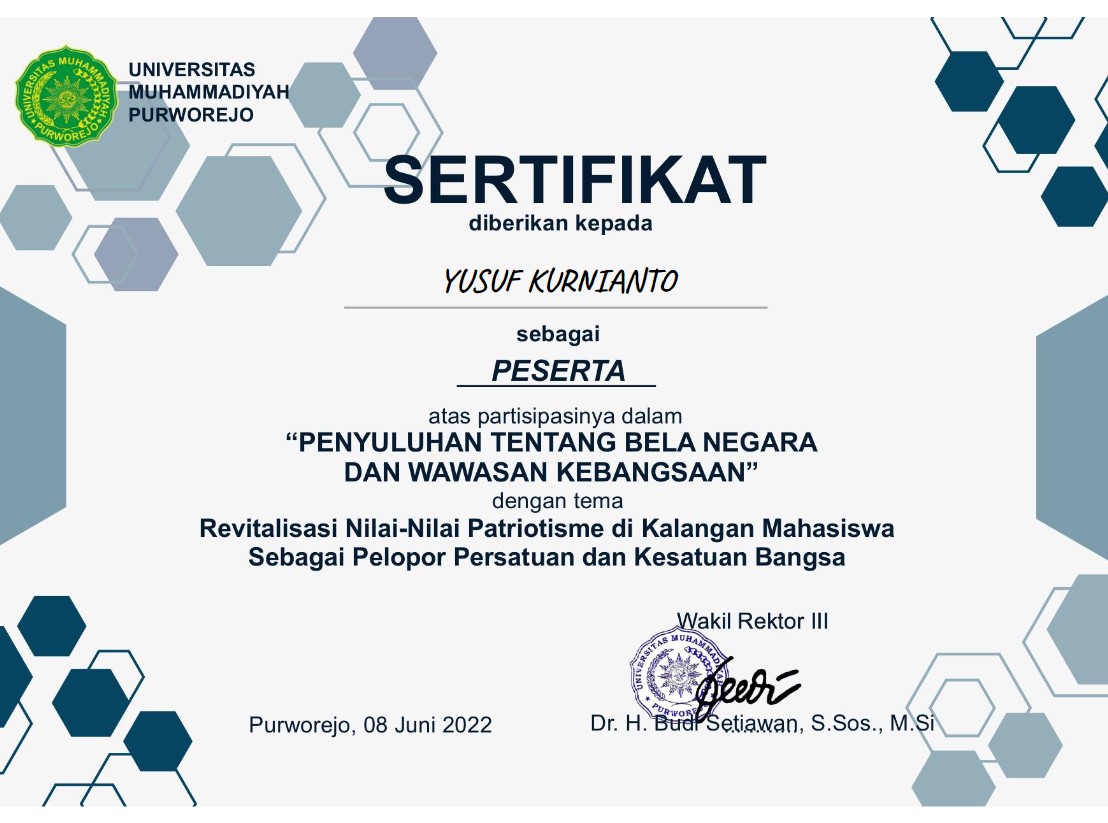 UNIVERSITAS MUHAMMADIYAH
PURWOREJO
UNIVERSITAS
MUHAMMADIYAH
PURWOREJO
SERTIFIKAT
diberikan kepada
YUSUF KURNIANTO
sebagai
PESERTA
atas partisipasinya dalam
“PENYULUHAN TENTANG BELA NEGARA
DAN WAWASAN KEBANGSAAN”
dengan tema
Revitalisasi Nilai-Nilai Patriotisme di Kalangan Mahasiswa
Sebagai Pelopor Persatuan dan Kesatuan Bangsa
Wakil Rektor III
UNIVERSITAS MUHAMMADIYAH
Purworejo, 08 Juni 2022
Dr. H. Budi Setiawan, S.Sos., M.Si